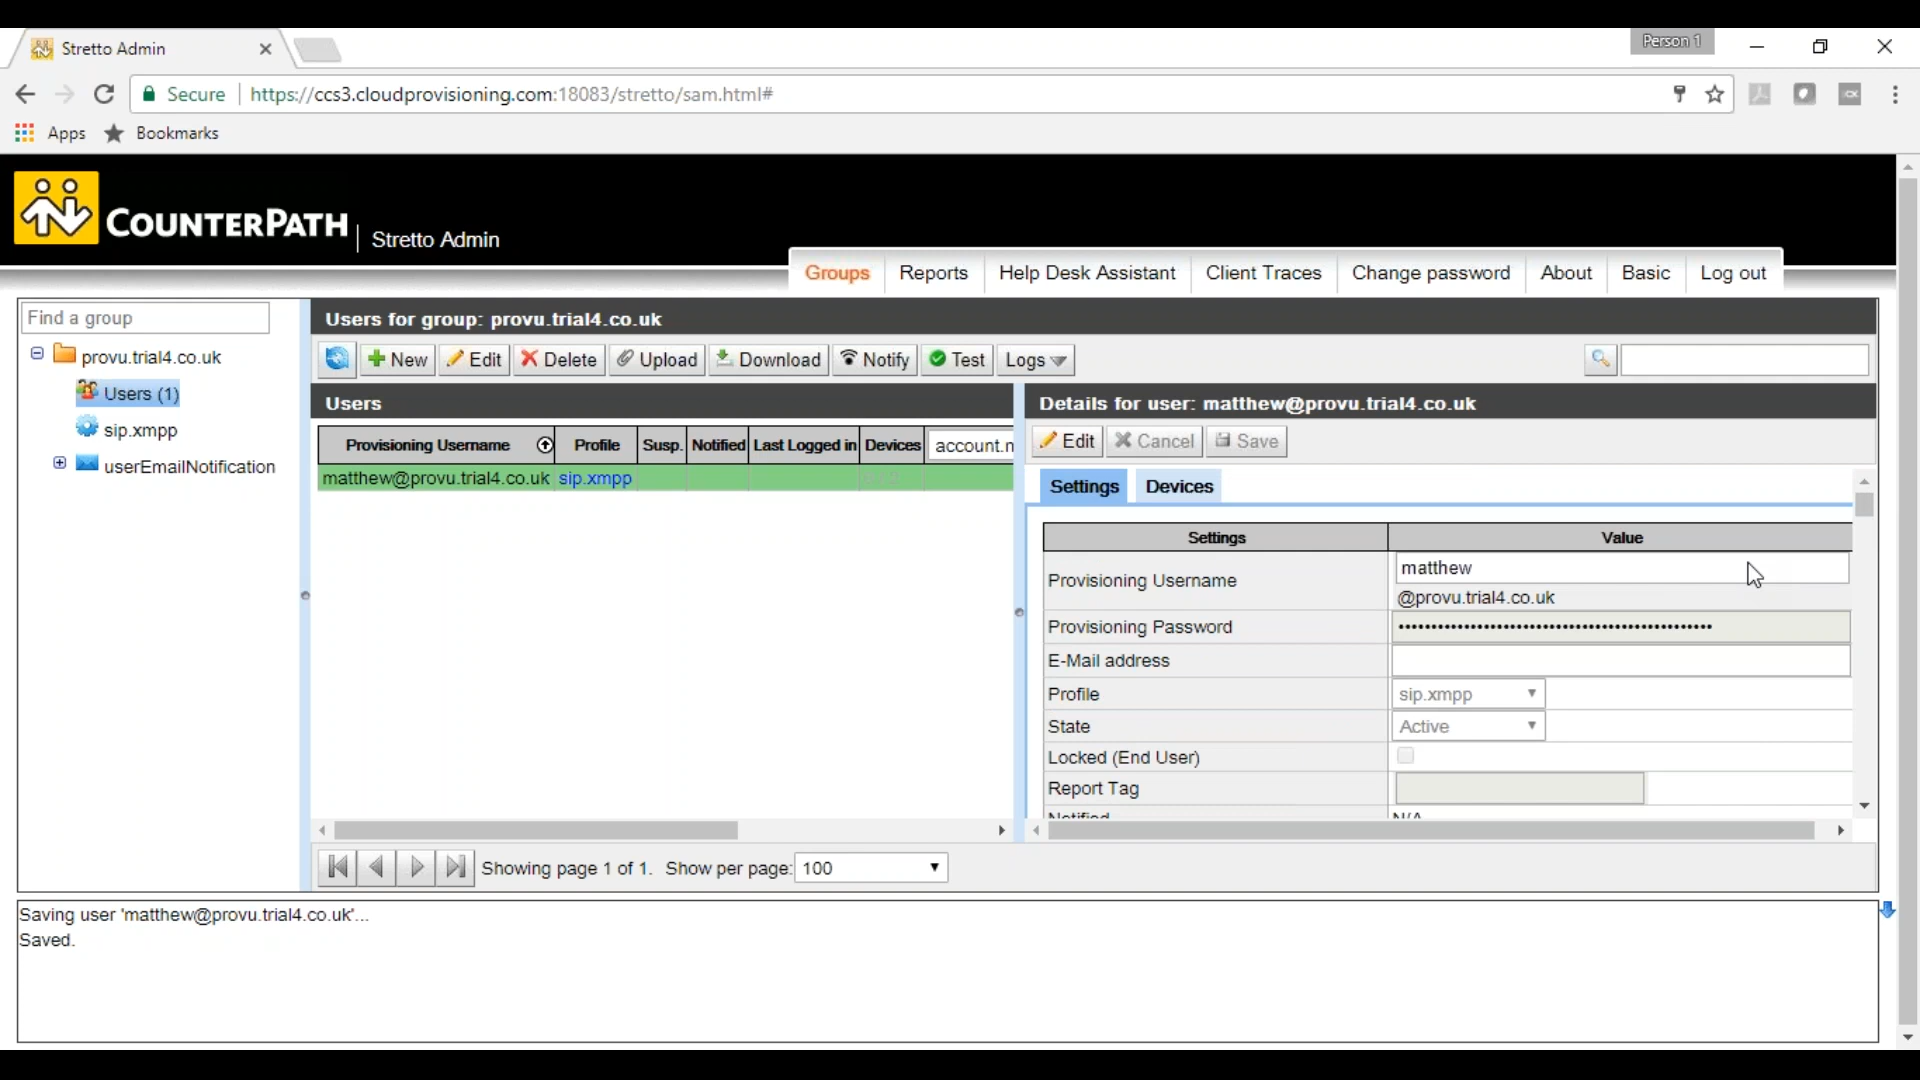 Stretto Admin
Person 1
Secure https://ccs3.cloudprovisioning.com:18083/stretto/sam.html#
Apps Bookmarks
COUNTERPATH Stretto Admin
Groups Reports Help Desk Assistant Client Traces Change password About Basic Log out
Find a group
provu.trial4.co.uk
Users (1)
sip.xmpp
userEmailNotification
Users for group: provu.trial4.co.uk
New Edit Delete Upload Download Notify Test Logs
Users
Provisioning Username Profile Susp. Notified Last Logged in Devices account.n
matthew@provu.trial4.co.uk sip.xmpp
Details for user: matthew@provu.trial4.co.uk
Edit Cancel Save
Settings Devices
Settings Value
Provisioning Username matthew
@provu.trial4.co.uk
Provisioning Password
E-Mail address
Profile sip.xmpp
State Active
Locked (End User)
Report Tag
Notified N/A
Showing page 1 of 1. Show per page: 100
Saving user 'matthew@provu.trial4.co.uk'...
Saved.